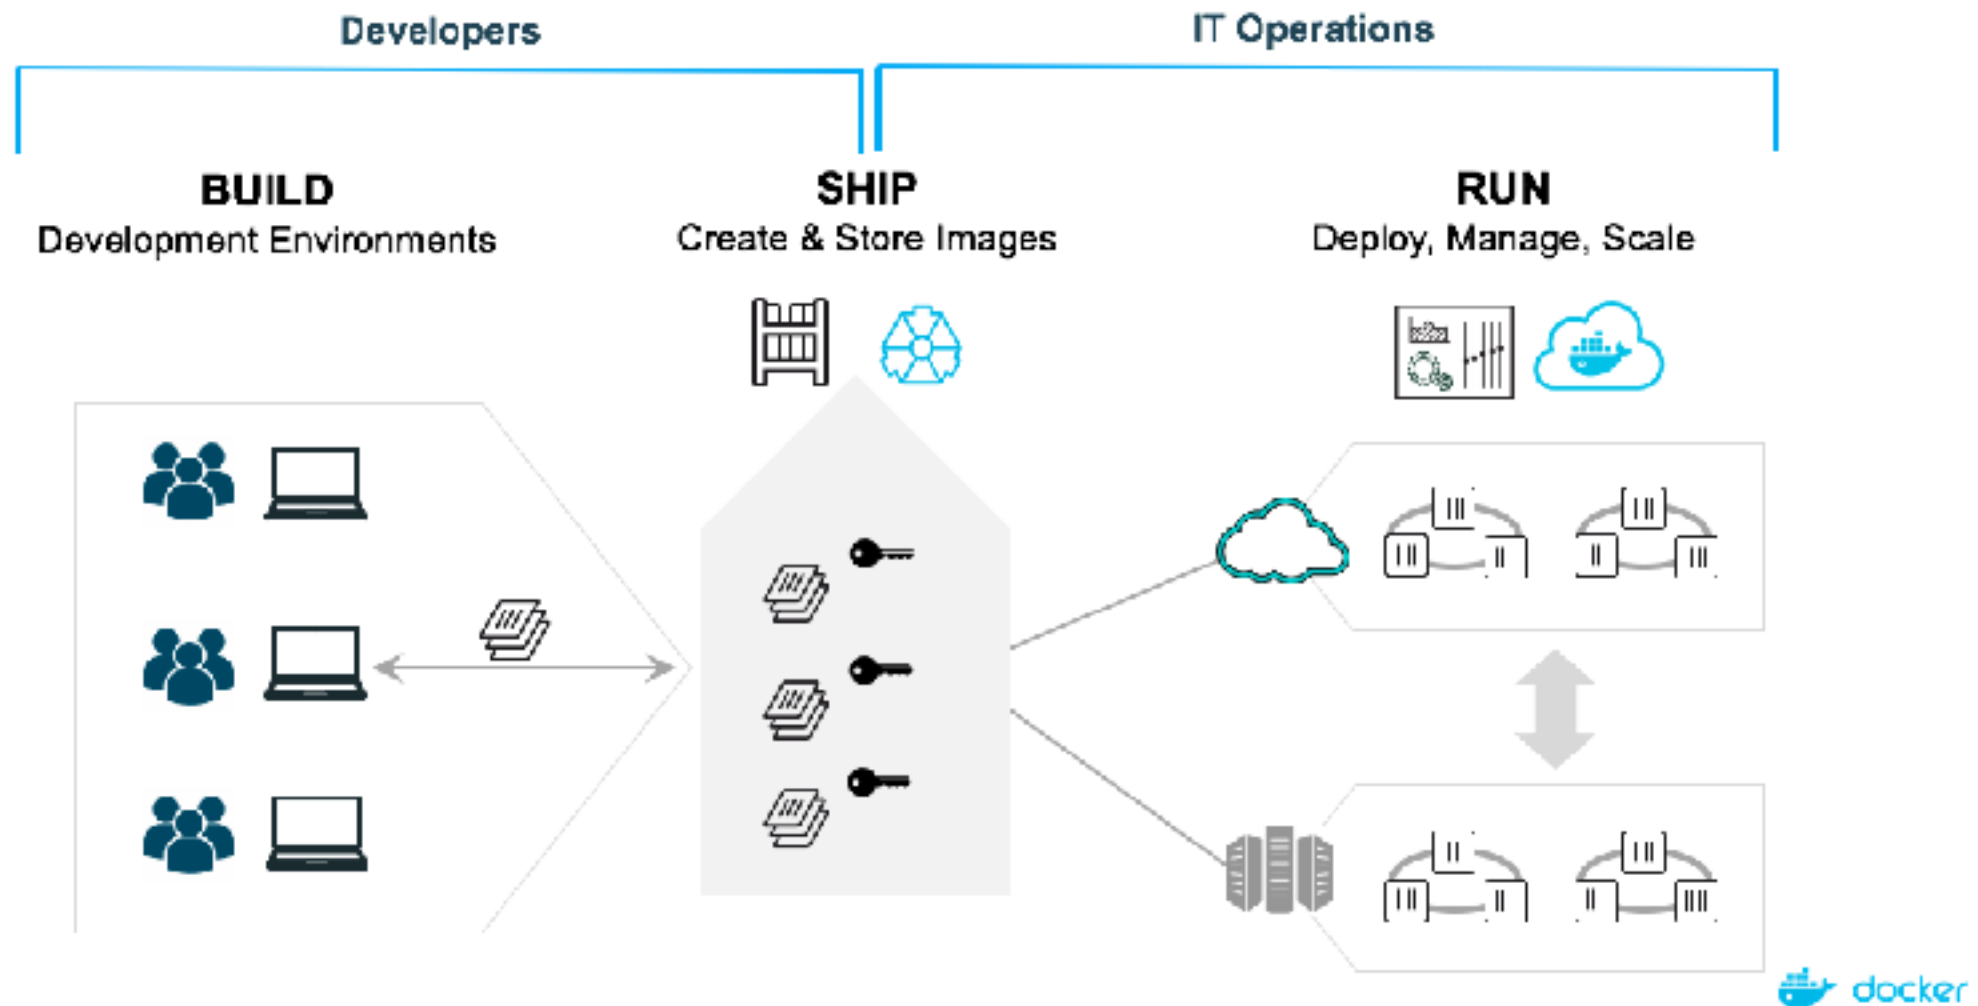 Developers
IT Operations
BUILD
Development Environments
SHIP
Create & Store Images
RUN
Deploy, Manage, Scale
docker